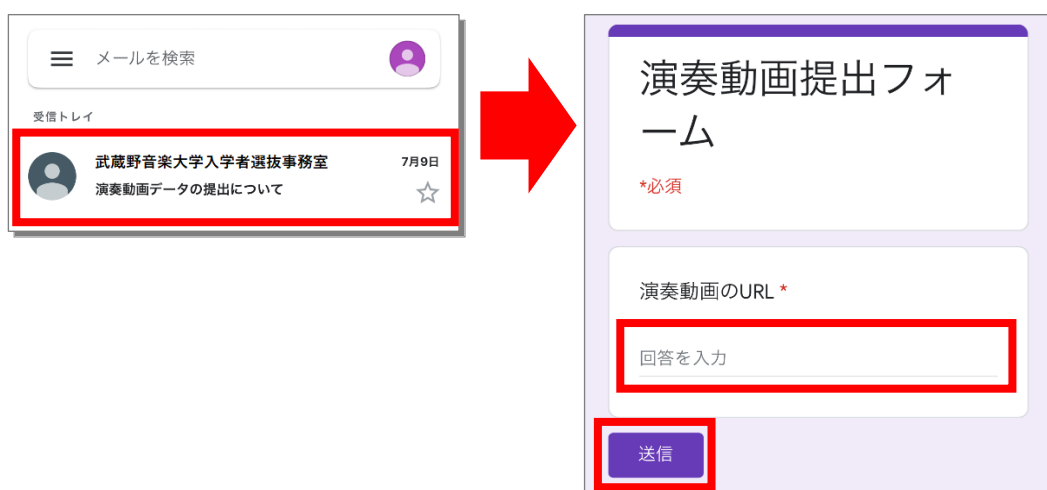 メールを検索
受信トレイ
武蔵野音楽大学入学者選抜事務室
7月9日
演奏動画データの提出について
演奏動画提出フォ
ーム
*必須
演奏動画のURL *
回答を入力
送信